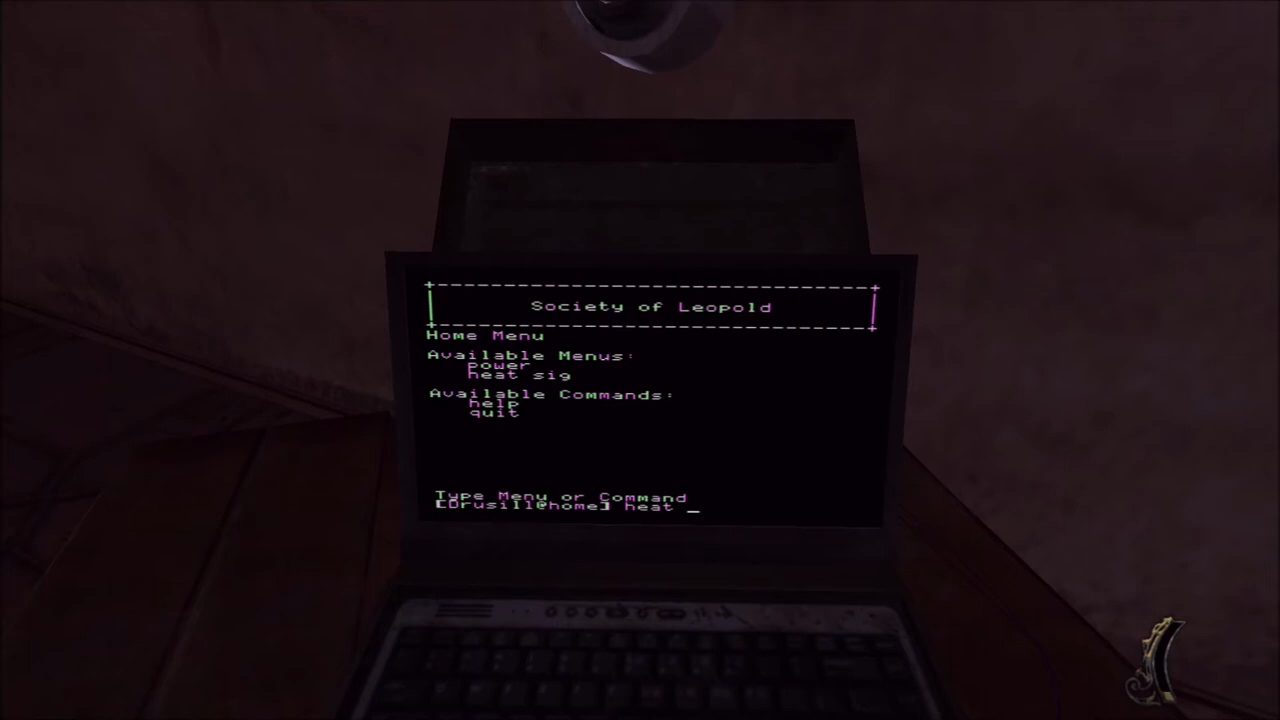 Society of Leopold
Home Menu
Available Menus:
power
heat sig
Available Commands:
help
quit
Type Menu or Command
[Drusill@home] heat _